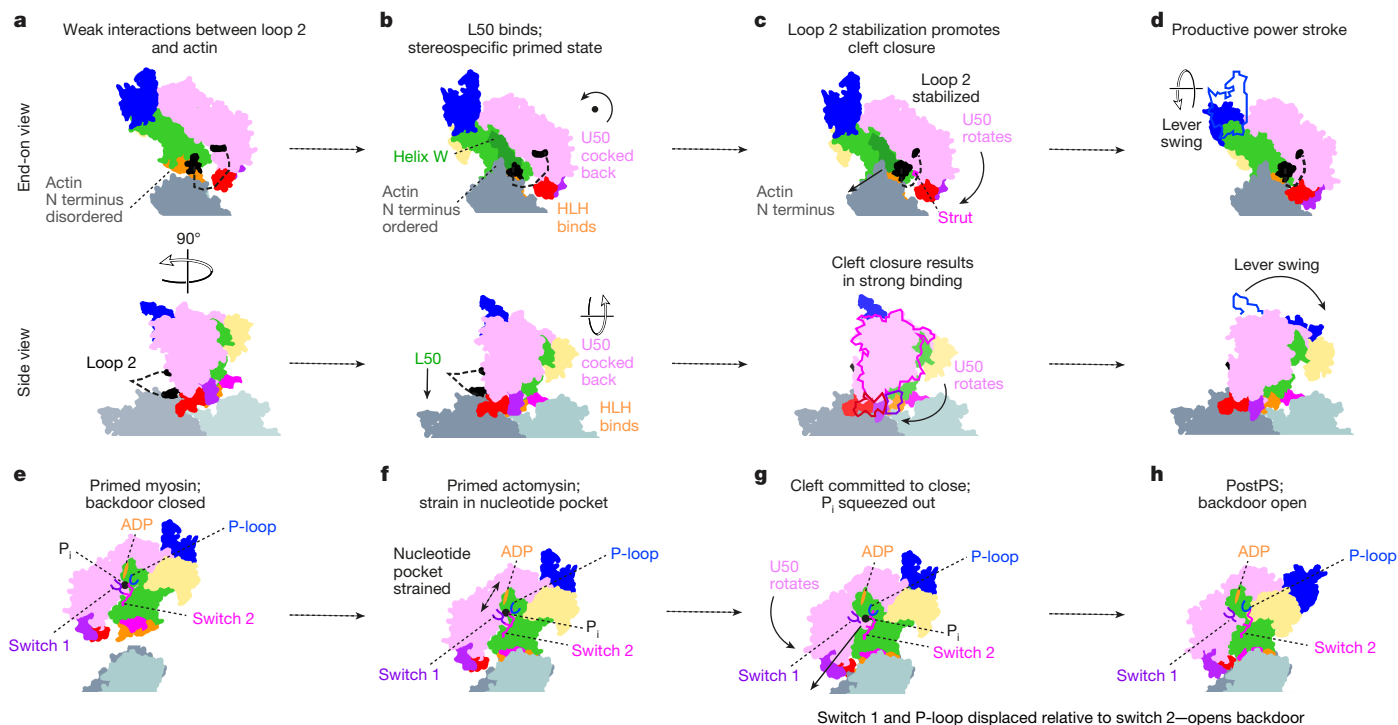 a
Weak interactions between loop 2
and actin
b
L50 binds;
stereospecific primed state
c
Loop 2 stabilization promotes
cleft closure
d
Productive power stroke
End-on view
Actin
N terminus
disordered
Helix W
Actin
N terminus
ordered
U50
cocked
back
HLH
binds
Loop 2
stabilized
U50
rotates
Actin
N terminus
Strut
Lever
swing
90°
Side view
Loop 2
L50
U50
cocked
back
HLH
binds
Cleft closure results
in strong binding
U50
rotates
Lever swing
e
Primed myosin;
backdoor closed
ADP
P-loop
Pi
Switch 2
Switch 1
f
Primed actomyosin;
strain in nucleotide pocket
Nucleotide
pocket
strained
ADP
P-loop
Pi
Switch 2
Switch 1
g
Cleft committed to close;
Pi squeezed out
U50
rotates
ADP
P-loop
Pi
Switch 2
Switch 1
h
PostPS;
backdoor open
ADP
P-loop
Switch 2
Switch 1
Switch 1 and P-loop displaced relative to switch 2—opens backdoor